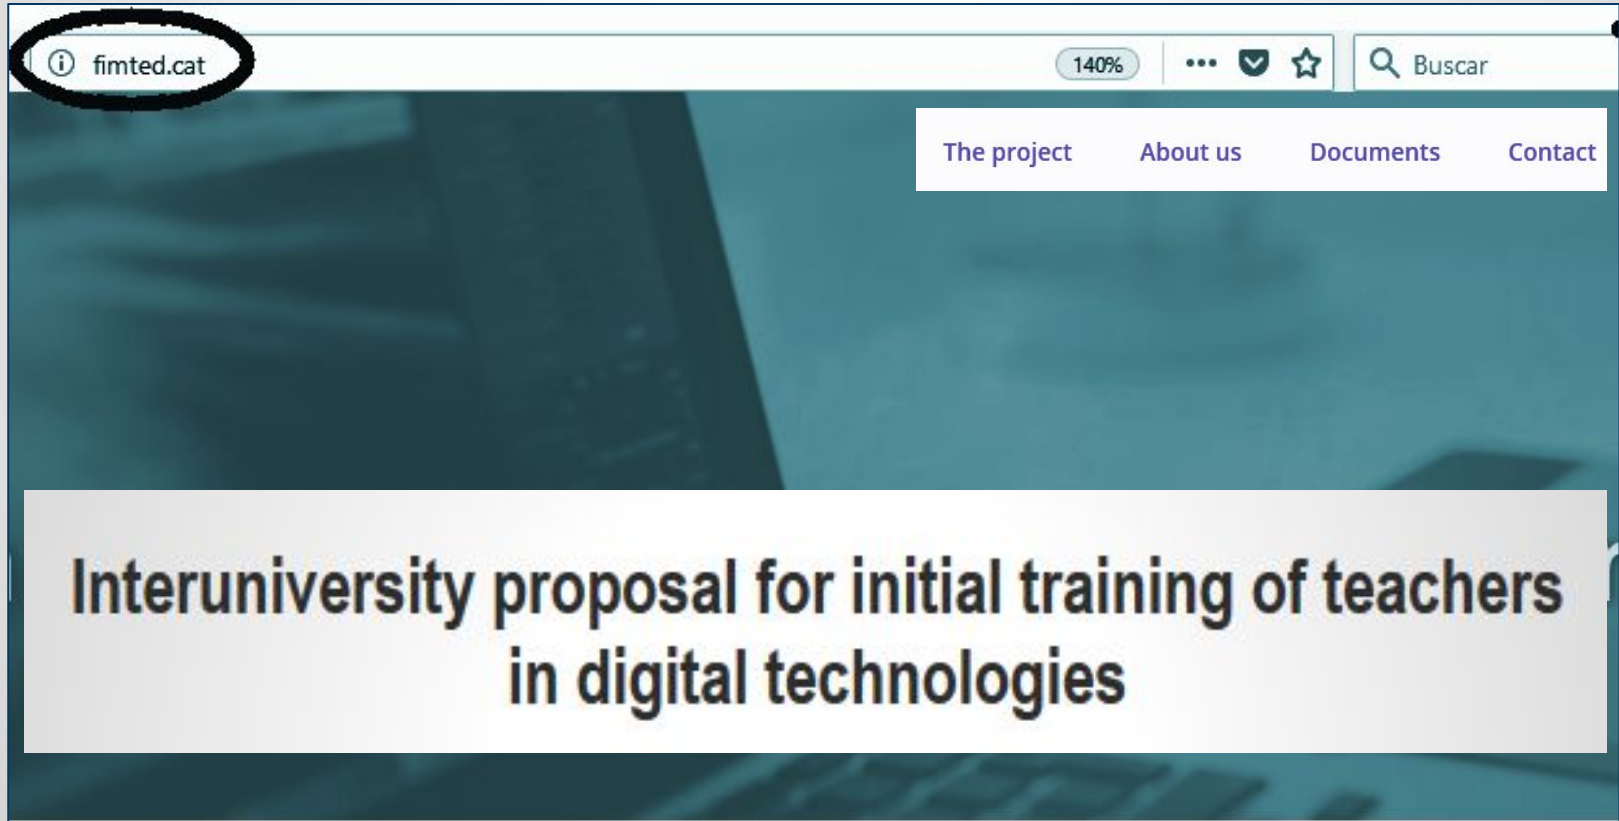 fimted.cat
140%
Buscar
The project About us Documents Contact
Interuniversity proposal for initial training of teachers
in digital technologies